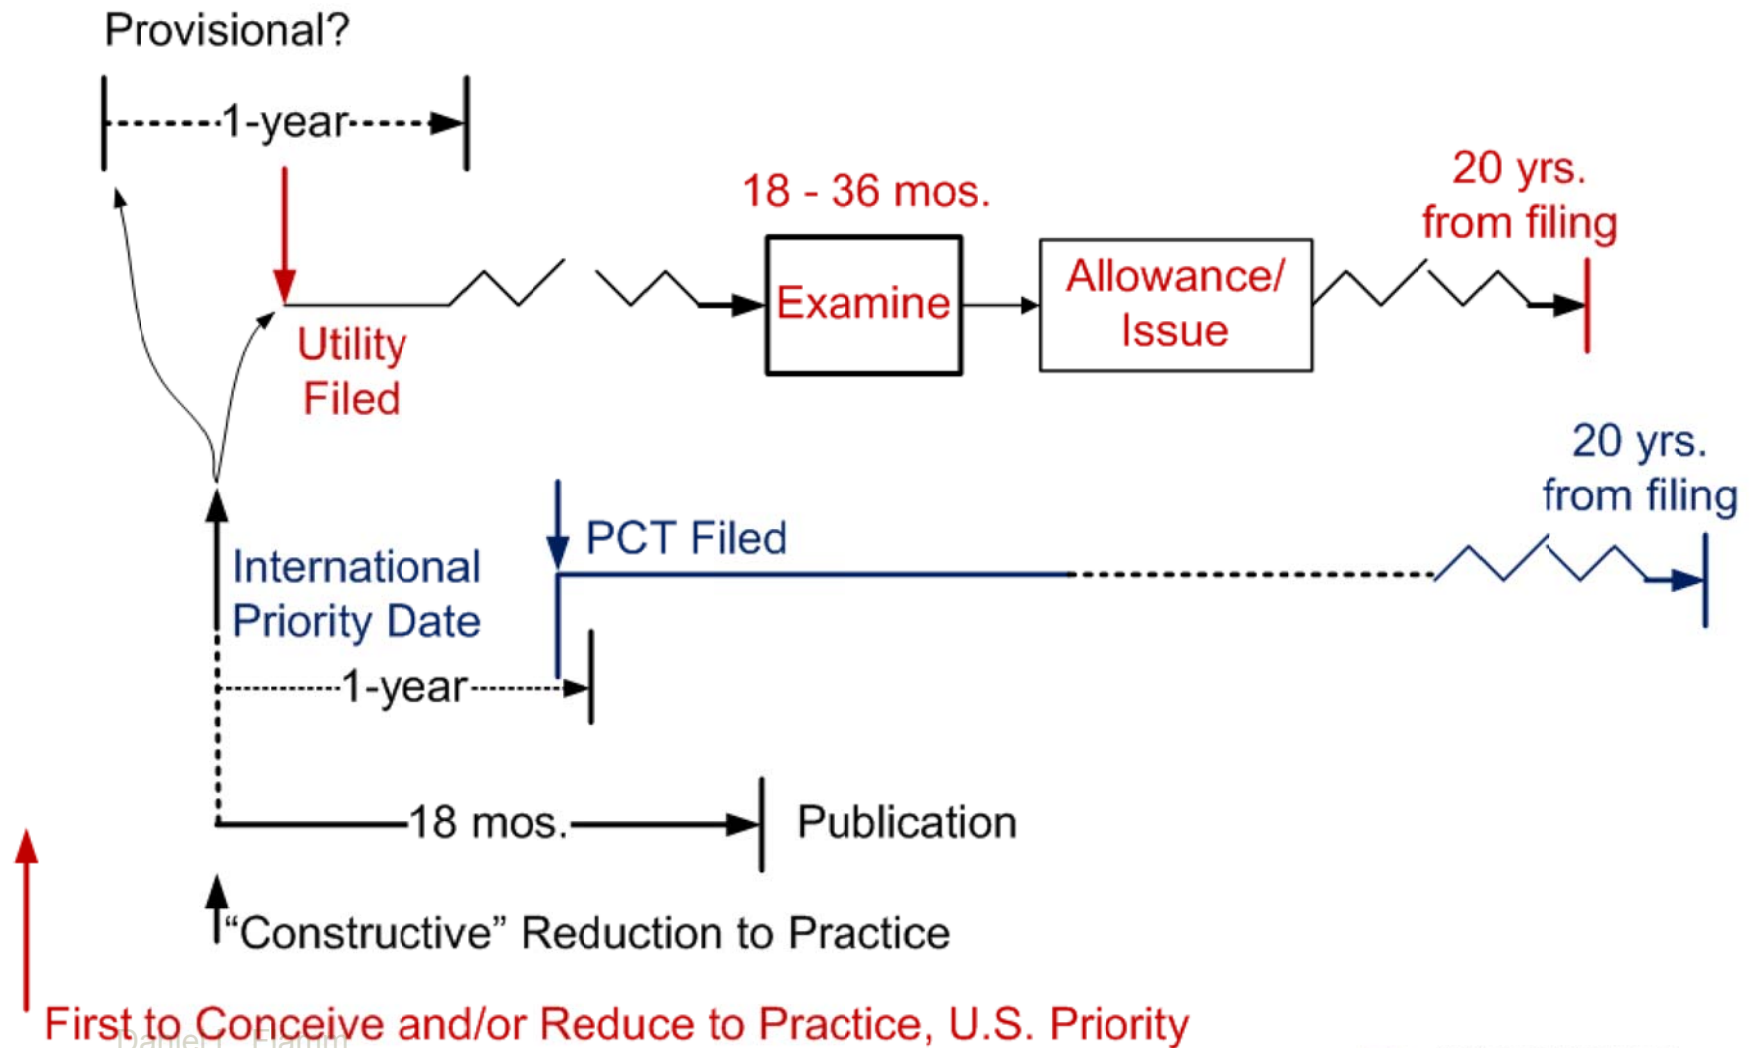 Provisional?
1-year
18 - 36 mos.
20 yrs.
from filing
Examine
Allowance/
Issue
Utility
Filed
20 yrs.
from filing
PCT Filed
International
Priority Date
1-year
18 mos.
Publication
“Constructive” Reduction to Practice
First to Conceive and/or Reduce to Practice, U.S. Priority
Daniel L. Flamm